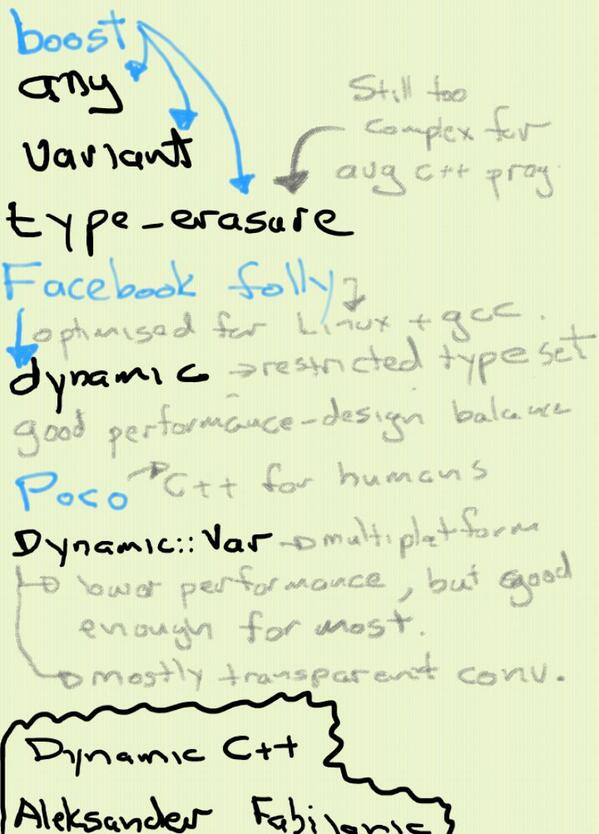 boost
any
variant
Still too
complex for
avg c++ prog.
type-erasure
Facebook folly
optimised for Linux + gcc.
dynamic → restricted type set
good performance-design balance
Poco → C++ for humans
Dynamic::Var → multiplatform
lower performance, but good
enough for most.
mostly transparent conv.
Dynamic C++
Aleksander